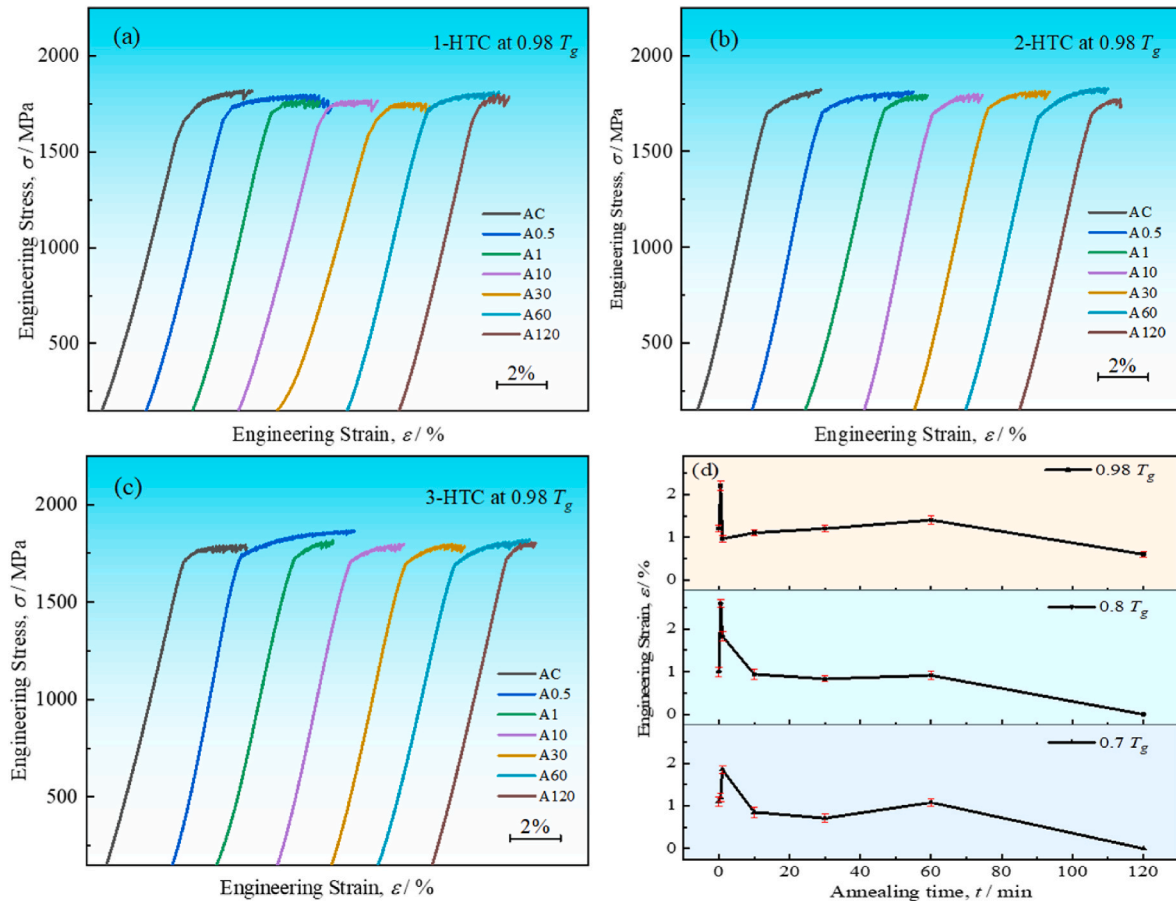 (a)
1-HTC at 0.98 Tg
2000
1500
1000
500
Engineering Stress, σ / MPa
AC
A0.5
A1
A10
A30
A60
A120
2%
Engineering Strain, ε / %
(b)
2-HTC at 0.98 Tg
2000
1500
1000
500
Engineering Stress, σ / MPa
AC
A0.5
A1
A10
A30
A60
A120
2%
Engineering Strain, ε / %
(c)
3-HTC at 0.98 Tg
2000
1500
1000
500
Engineering Stress, σ / MPa
AC
A0.5
A1
A10
A30
A60
A120
2%
Engineering Strain, ε / %
(d)
0.98 Tg
2
1
0
0.8 Tg
2
1
0
0.7 Tg
2
1
0
Engineering Strain, ε / %
0 20 40 60 80 100 120
Annealing time, t / min